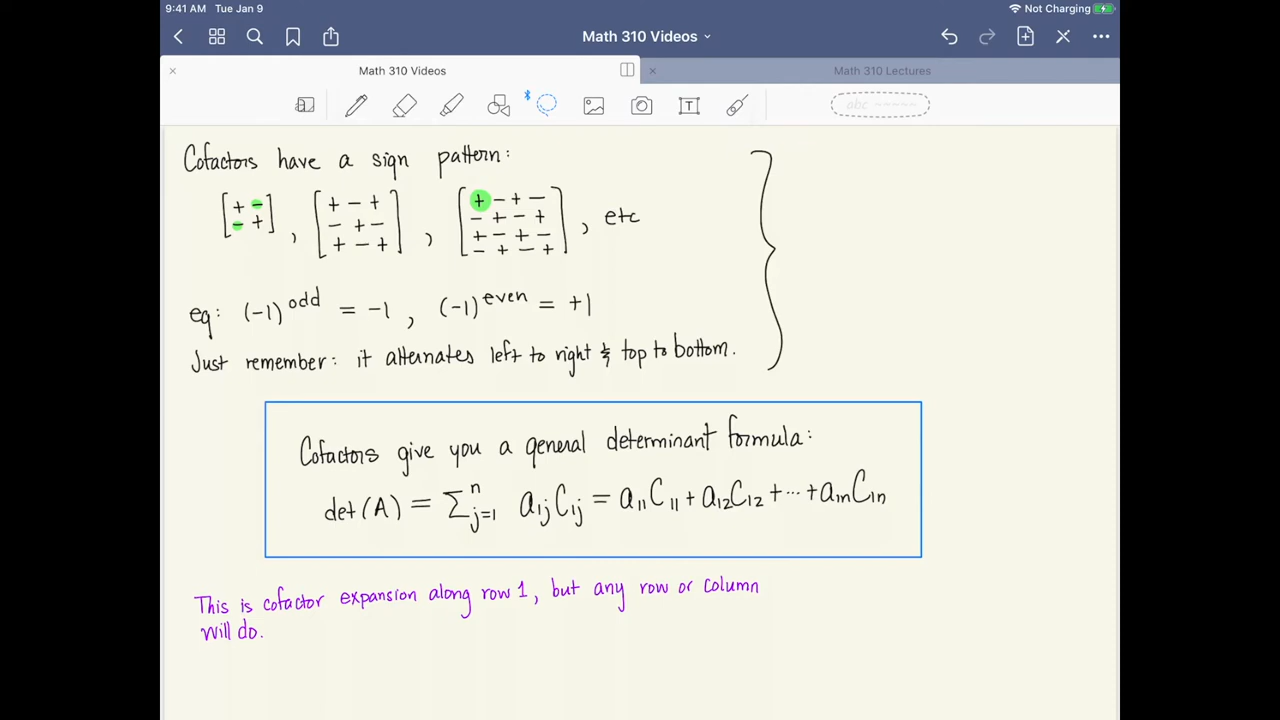 9:41 AM Tue Jan 9
Not Charging
Math 310 Videos
Math 310 Videos
Math 310 Lectures
abc
Cofactors have a sign pattern:
[+ - / - +], [+ - + / - + - / + - +], [+ - + - / - + - + / + - + - / - + - +], etc
eg: (-1)^odd = -1, (-1)^even = +1
Just remember: it alternates left to right & top to bottom.
Cofactors give you a general determinant formula:
det(A) = ∑_{j=1}^{n} a_{1j}C_{1j} = a_{11}C_{11} + a_{12}C_{12} + ⋯ + a_{1n}C_{1n}
This is cofactor expansion along row 1, but any row or column
will do.